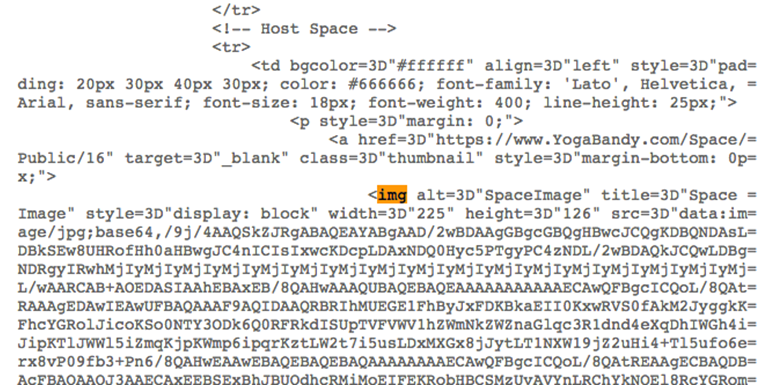 </tr>
<!-- Host Space -->
<tr>
<td bgcolor=3D"#ffffff" align=3D"left" style=3D"pad=
ding: 20px 30px 40px 30px; color: #666666; font-family: 'Lato', Helvetica, =
Arial, sans-serif; font-size: 18px; font-weight: 400; line-height: 25px;">
<p style=3D"margin: 0;">
<a href=3D"https://www.YogaBandy.com/Space/=
Public/16" target=3D"_blank" class=3D"thumbnail" style=3D"margin-bottom: 0p=
x;">
<img alt=3D"SpaceImage" title=3D"Space =
Image" style=3D"display: block" width=3D"225" height=3D"126" src=3D"data:im=
age/jpg;base64,/9j/4AAQSkZJRgABAQEAYABgAAD/2wBDAAgGBgcGBQgHBwcJCQgKDBQNDAsL=
DBkSEw8UHRofHh0aHBwgJC4nICIsIxwcKDcpLDAxNDQ0Hyc5PTgyPC4zNDL/2wBDAQkJCQwLDBg=
NDRgyIRwhMjIyMjIyMjIyMjIyMjIyMjIyMjIyMjIyMjIyMjIyMjIyMjIyMjIyMjIyMjIyMjIyMj=
L/wAARCAB+AOEDASIAAhEBAxEB/8QAHwAAAQUBAQEBAQEAAAAAAAAAAAECAwQFBgcICQoL/8QAt=
RAAAgEDAwIEAwUFBAQAAAF9AQIDAAQRBRIhMUEGE1FhByJxFDKBkaEII0KxwRVS0fAkM2JyggkK=
FhcYGRolJicoKSo0NTY3ODk6Q0RFRkdISUpTVFVWV1hZWmNkZWZnaGlqc3R1dnd4eXqDhIWGh4i=
JipKTlJWWl5iZmqKjpKWmp6ipqrKztLW2t7i5usLDxMXGx8jJytLT1NXW19jZ2uHi4+Tl5ufo6e=
rx8vP09fb3+Pn6/8QAHwEAAwEBAQEBAQEBAQAAAAAAAAECAwQFBgcICQoL/8QAtREAAgECBAQDB=